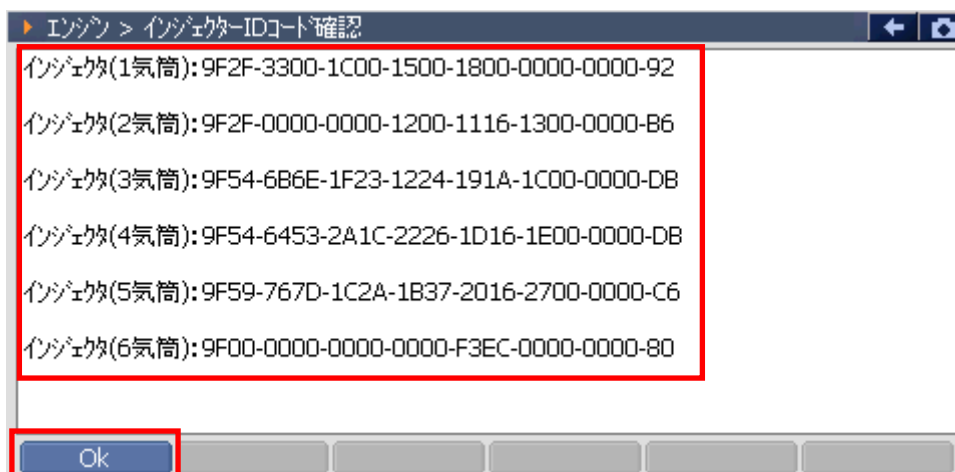 エンジン > インジェクターIDコード確認
インジェクタ(1気筒):9F2F-3300-1C00-1500-1800-0000-0000-92
インジェクタ(2気筒):9F2F-0000-0000-1200-1116-1300-0000-B6
インジェクタ(3気筒):9F54-6B6E-1F23-1224-191A-1C00-0000-DB
インジェクタ(4気筒):9F54-6453-2A1C-2226-1D16-1E00-0000-DB
インジェクタ(5気筒):9F59-767D-1C2A-1B37-2016-2700-0000-C6
インジェクタ(6気筒):9F00-0000-0000-0000-F3EC-0000-0000-80
Ok